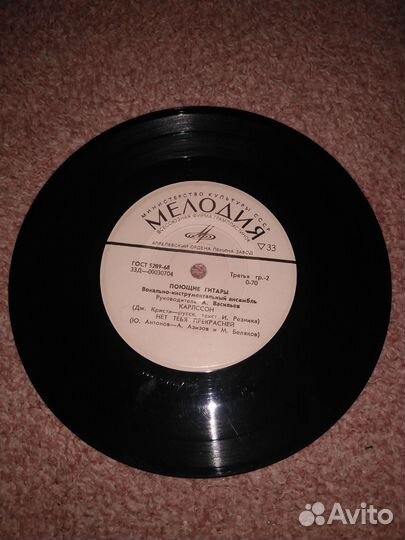 МИНИСТЕРСТВО КУЛЬТУРЫ СССР
МЕЛОДИЯ
ВСЕСОЮЗНАЯ ФИРМА ГРАМПЛАСТИНОК
АПРЕЛЕВСКИЙ ОРДЕНА ЛЕНИНА ЗАВОД
▽33
ГОСТ 5289-68
33Д—00030704
Третья гр.-2
0-70
ПОЮЩИЕ ГИТАРЫ
Вокально-инструментальный ансамбль
Руководитель А. Васильев
КАРЛССОН
(Дж. Кристи—русск. текст И. Резника)
НЕТ ТЕБЯ ПРЕКРАСНЕЙ
(Ю. Антонов—А. Азизов и М. Беляков)
Avito